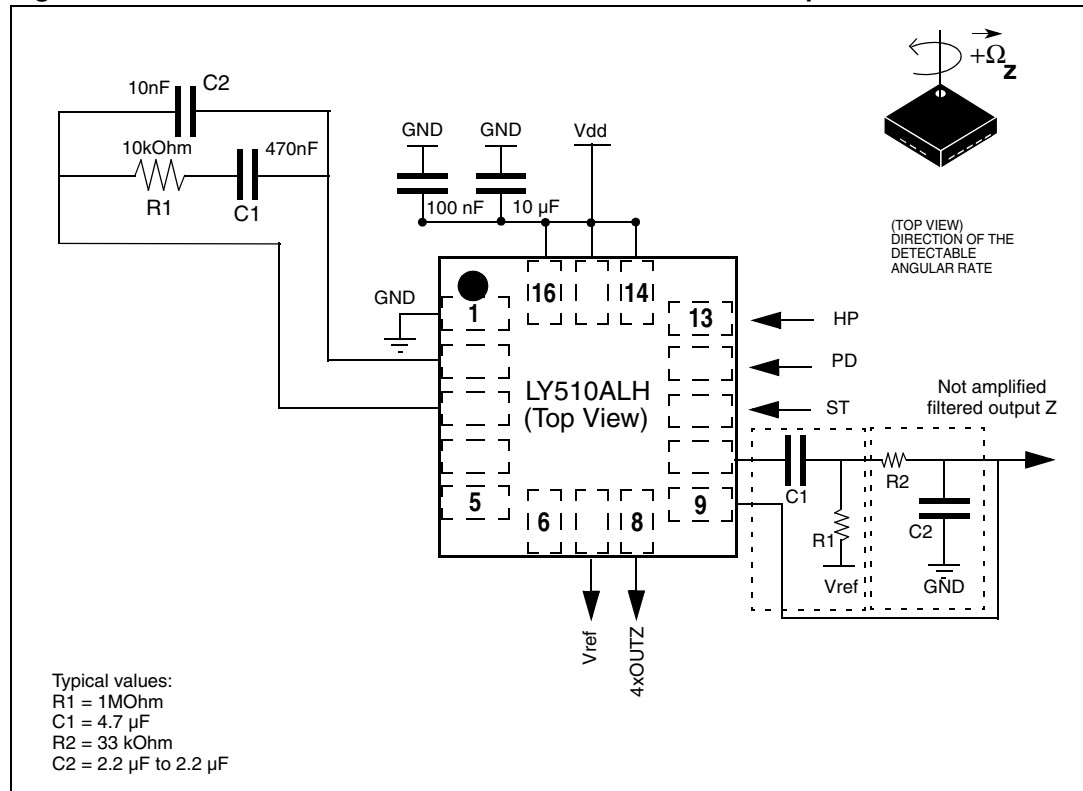 10nF
C2
10kOhm
470nF
R1
C1
GND
GND
Vdd
100 nF
10 µF
+Ω
Z
(TOP VIEW)
DIRECTION OF THE
DETECTABLE
ANGULAR RATE
GND
1
16
14
13
HP
PD
ST
LY510ALH
(Top View)
Not amplified
filtered output Z
5
6
8
9
C1
R1
Vref
R2
C2
GND
Vref
4xOUTZ
Typical values:
R1 = 1MOhm
C1 = 4.7 µF
R2 = 33 kOhm
C2 = 2.2 µF to 2.2 µF